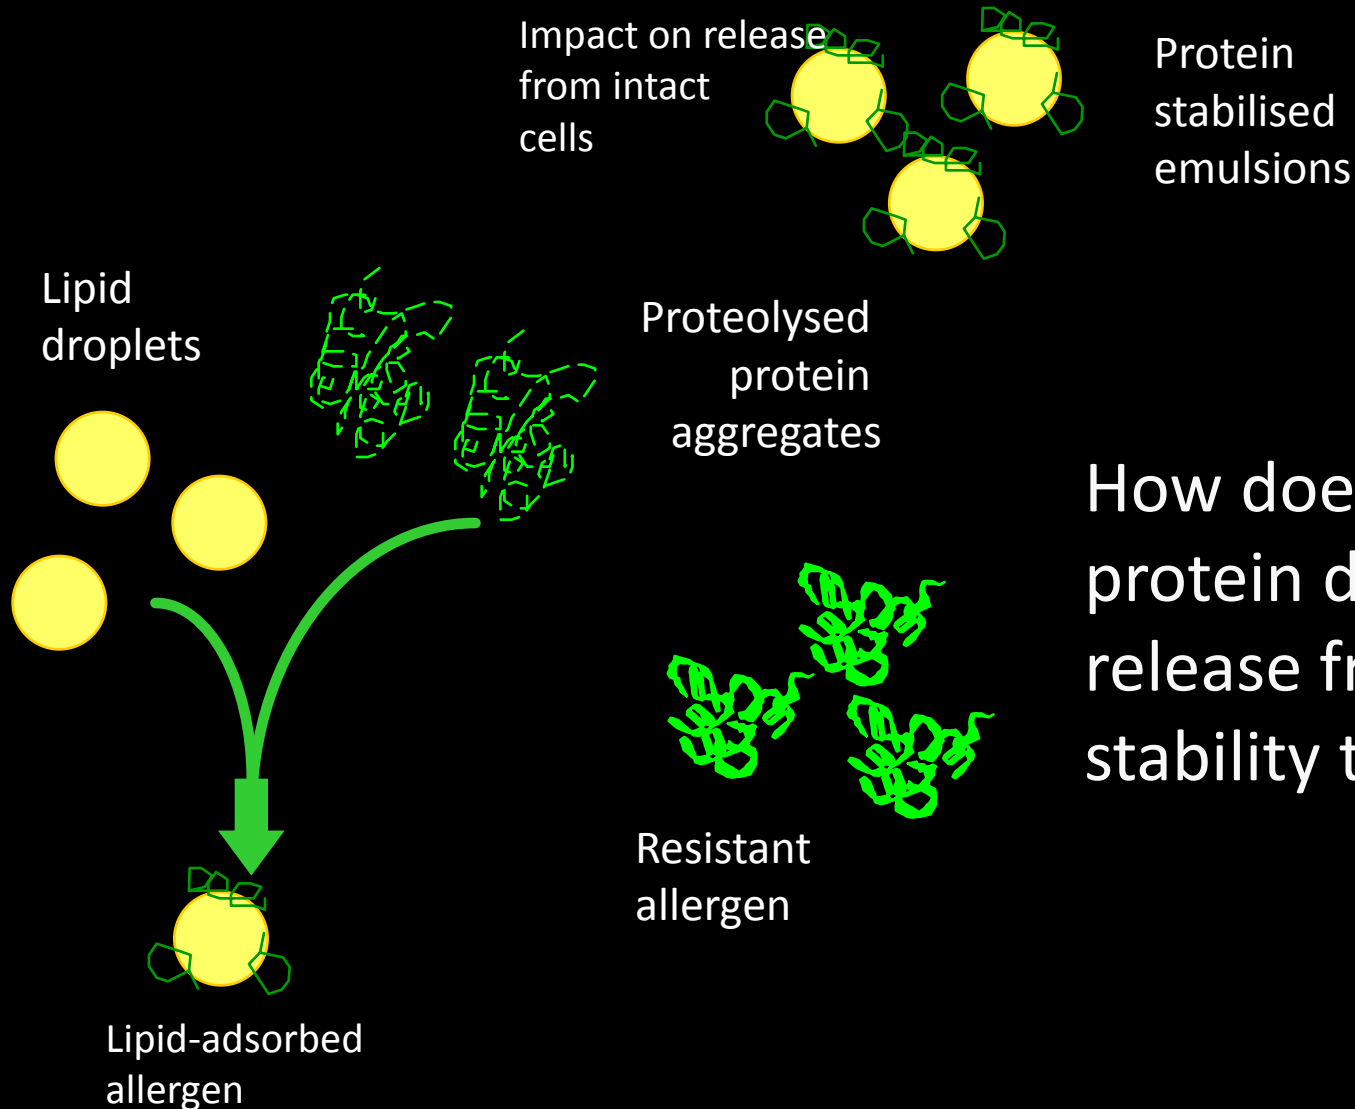 Impact on release
from intact
cells
Protein
stabilised
emulsions
Lipid
droplets
Proteolysed
protein
aggregates
How doe
protein d
release fr
stability t
Resistant
allergen
Lipid-adsorbed
allergen